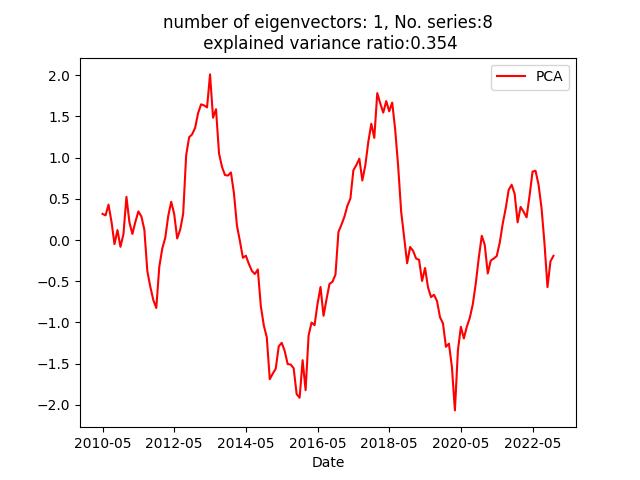 number of eigenvectors: 1, No. series:8
explained variance ratio:0.354
PCA
2.0
1.5
1.0
0.5
0.0
−0.5
−1.0
−1.5
−2.0
2010-05 2012-05 2014-05 2016-05 2018-05 2020-05 2022-05
Date